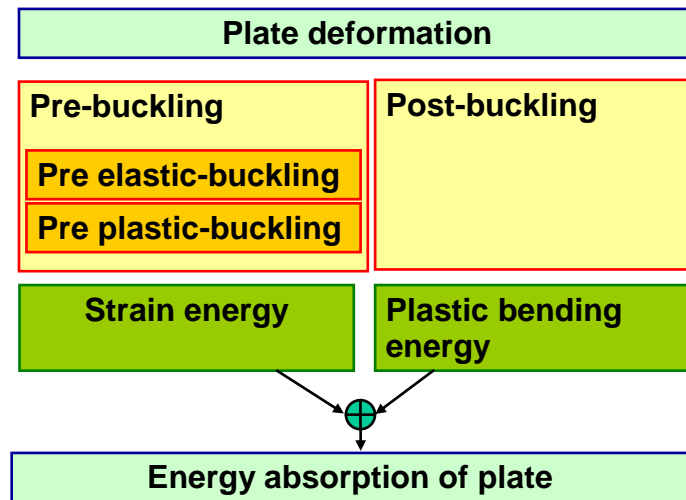 Plate deformation
Pre-buckling
Post-buckling
Pre elastic-buckling
Pre plastic-buckling
Strain energy
Plastic bending
energy
Energy absorption of plate